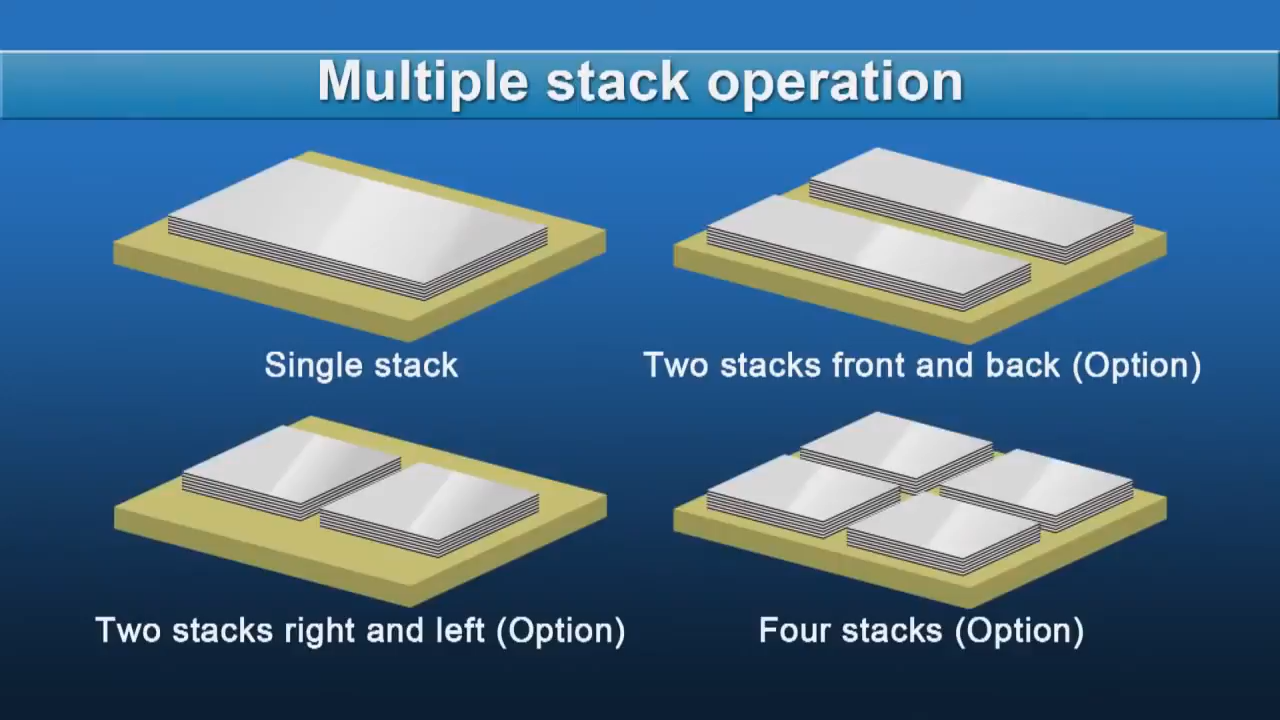 Multiple stack operation
Single stack
Two stacks front and back (Option)
Two stacks right and left (Option)
Four stacks (Option)